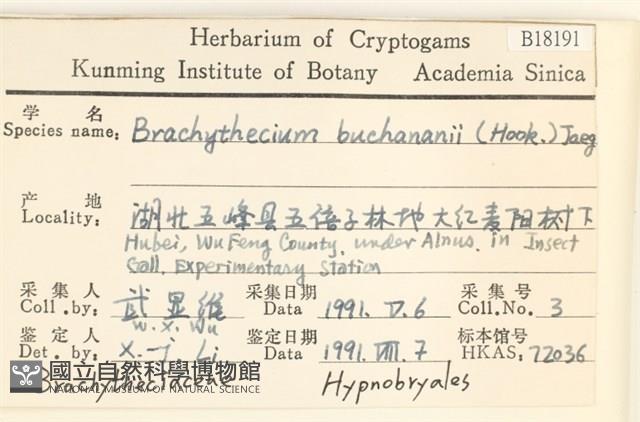 Herbarium of Cryptogams B18191
Kunming Institute of Botany Academia Sinica
学 名
Species name: Brachythecium buchananii (Hook.) Jaeg
产 地
Locality: 湖北五峰县五倍子林地大红麦阳树下
Hubei, Wu Feng County, under Alnus. in Insect
Gall. Experimentary Station
采集人 采集日期 采集号
Coll.by: 武显维 Data 1991. V.6 Coll.No. 3
W.X.Wu
鉴定人 鉴定日期 标本馆号
Det.by: X.-j Li Data 1991.VIII.7 HKAS: 22036
Brachytheciaceae Hypnobryales
國立自然科學博物館
NATIONAL MUSEUM OF NATURAL SCIENCE